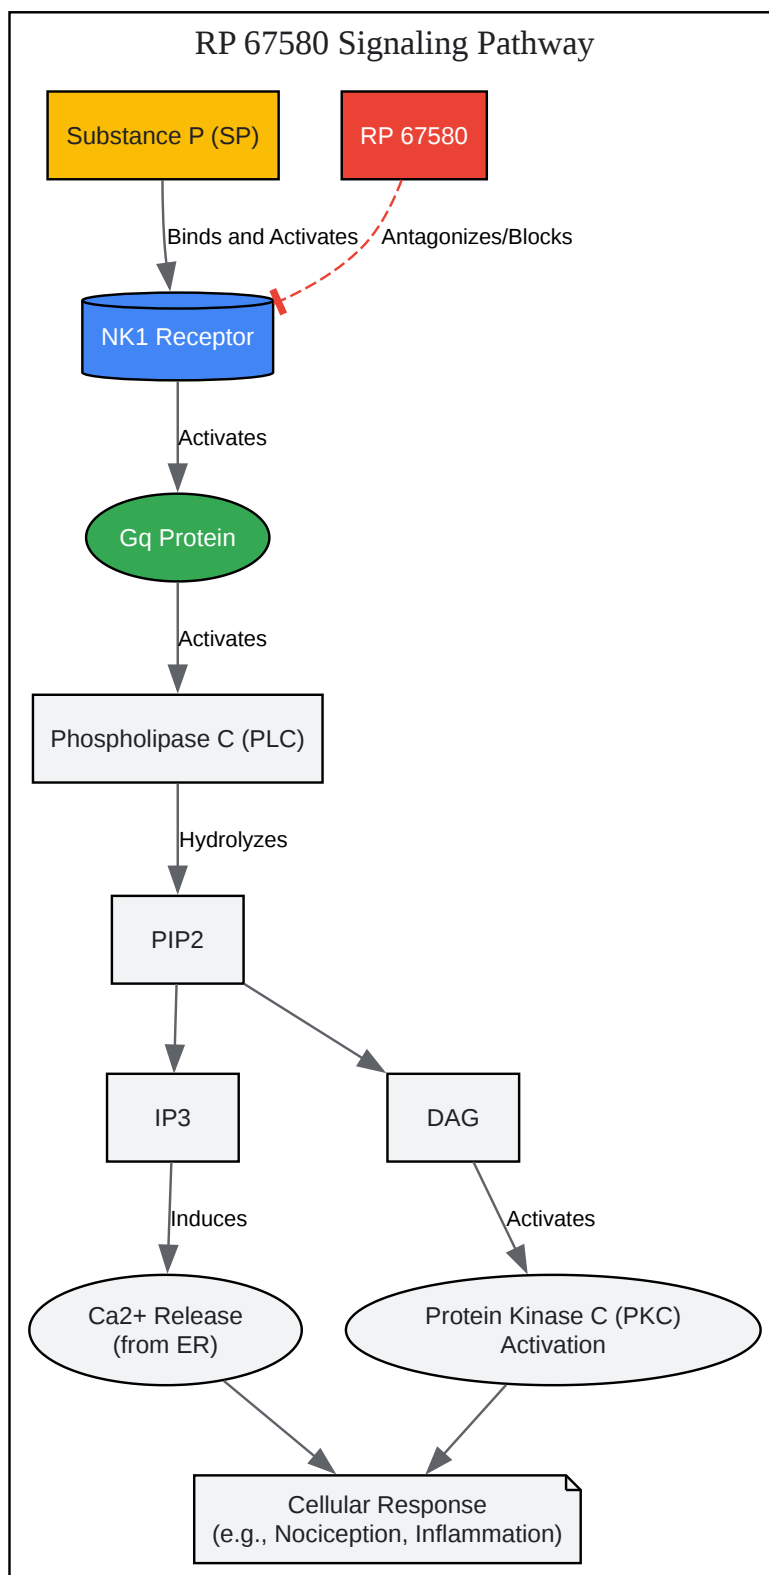 RP 67580 Signaling Pathway
Substance P (SP)
RP 67580
Binds and Activates
Antagonizes/Blocks
NK1 Receptor
Activates
Gq Protein
Activates
Phospholipase C (PLC)
Hydrolyzes
PIP2
IP3
DAG
Induces
Activates
Ca2+ Release
(from ER)
Protein Kinase C (PKC)
Activation
Cellular Response
(e.g., Nociception, Inflammation)